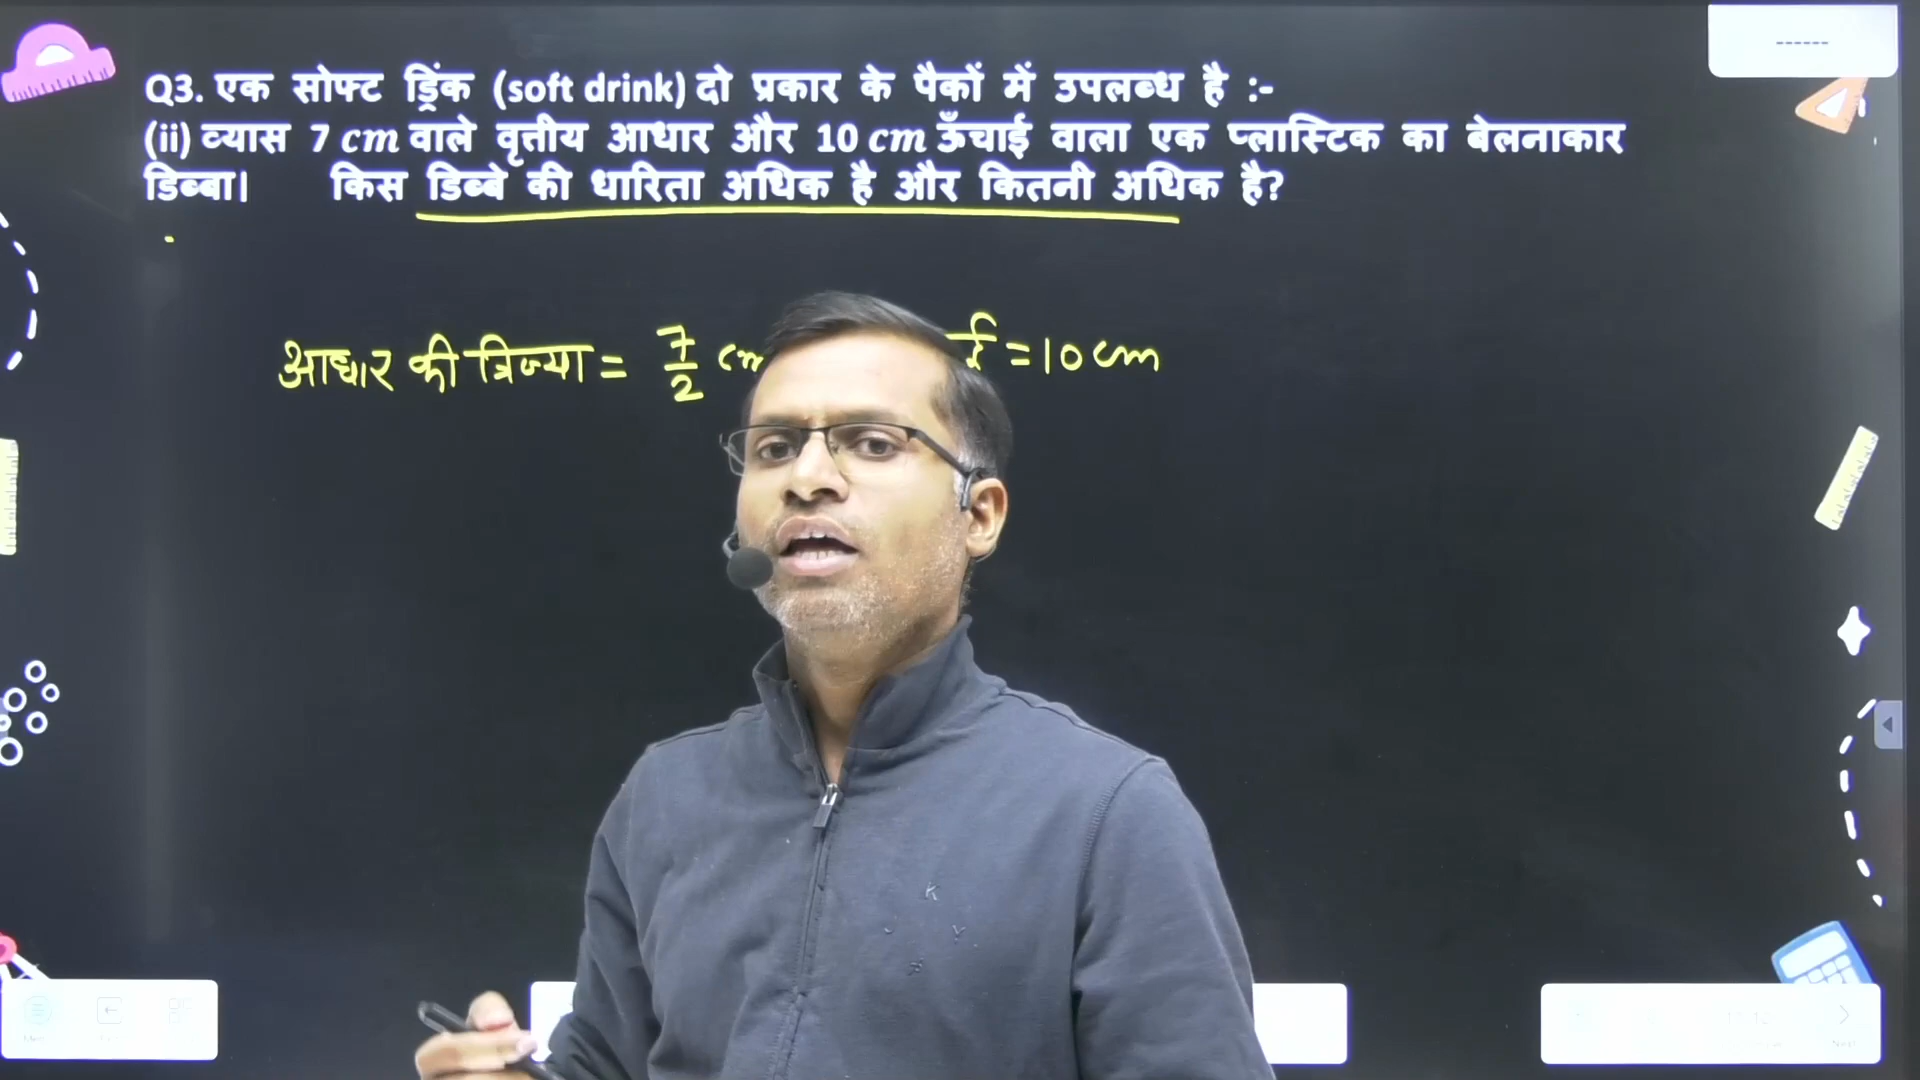 ------
Q3. एक सोफ्ट ड्रिंक (soft drink) दो प्रकार के पैकों में उपलब्ध है :-
(ii) व्यास 7 cm वाले वृत्तीय आधार और 10 cm ऊँचाई वाला एक प्लास्टिक का बेलनाकार
डिब्बा। किस डिब्बे की धारिता अधिक है और कितनी अधिक है?
आधार की त्रिज्या = 7/2 cm = 10 cm
K
Y